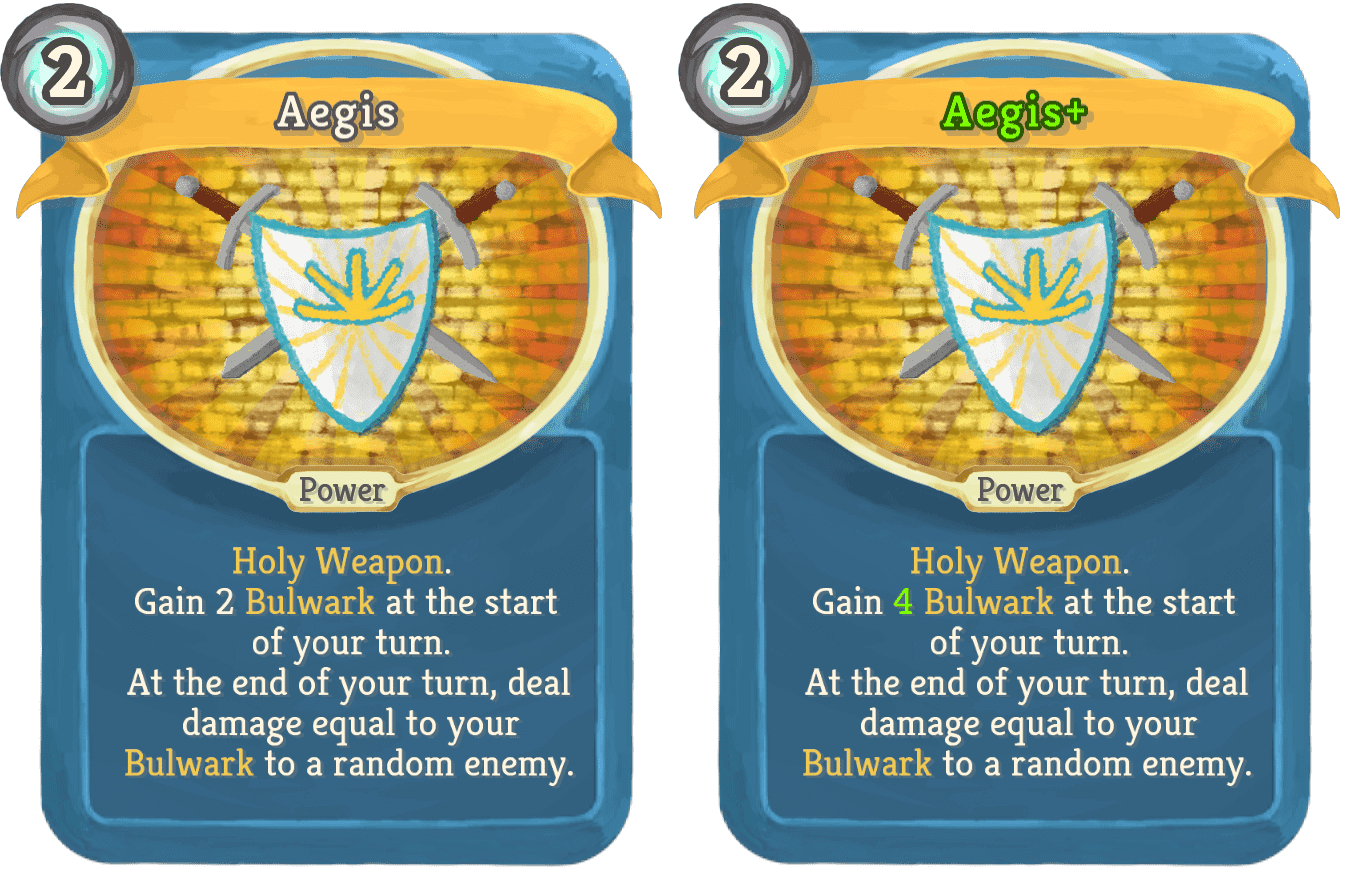 2
Aegis
Power
Holy Weapon.
Gain 2 Bulwark at the start
of your turn.
At the end of your turn, deal
damage equal to your
Bulwark to a random enemy.
2
Aegis+
Power
Holy Weapon.
Gain 4 Bulwark at the start
of your turn.
At the end of your turn, deal
damage equal to your
Bulwark to a random enemy.